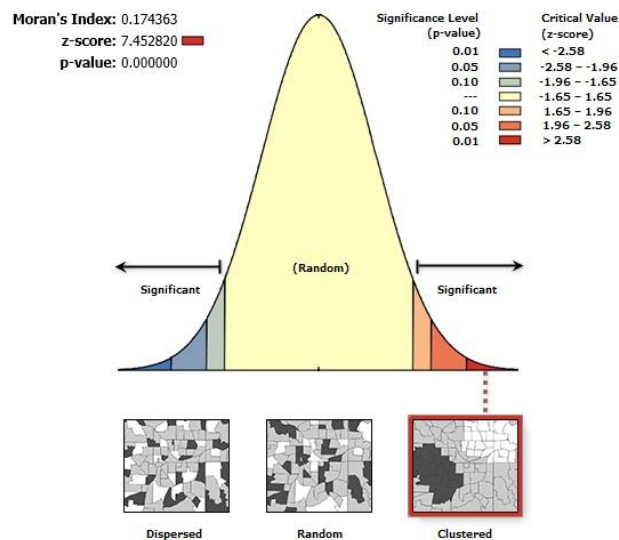 Moran's Index: 0.174363
z-score: 7.452820
p-value: 0.000000
Significance Level
(p-value)
Critical Value
(z-score)
0.01 < -2.58
0.05 -2.58 – -1.96
0.10 -1.96 – -1.65
--- -1.65 – 1.65
0.10 1.65 – 1.96
0.05 1.96 – 2.58
0.01 > 2.58
(Random)
Significant
Significant
Dispersed
Random
Clustered